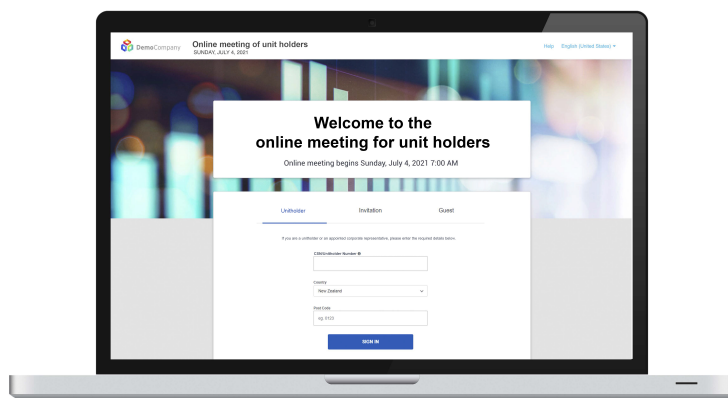 DemoCompany
Online meeting of unit holders
SUNDAY, JULY 4, 2021
Help English (United States)
Welcome to the
online meeting for unit holders
Online meeting begins Sunday, July 4, 2021 7:00 AM
Unitholder Invitation Guest
If you are a unitholder or an appointed corporate representative, please enter the required details below.
CSN/Unitholder Number
Country
New Zealand
Post Code
eg. 0123
SIGN IN